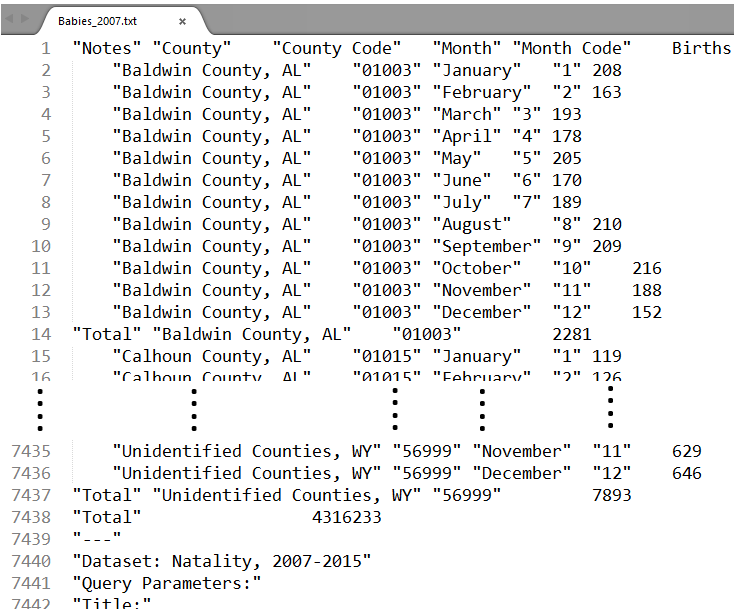 Babies_2007.txt ×
1 "Notes" "County" "County Code" "Month" "Month Code" Births
2 "Baldwin County, AL" "01003" "January" "1" 208
3 "Baldwin County, AL" "01003" "February" "2" 163
4 "Baldwin County, AL" "01003" "March" "3" 193
5 "Baldwin County, AL" "01003" "April" "4" 178
6 "Baldwin County, AL" "01003" "May" "5" 205
7 "Baldwin County, AL" "01003" "June" "6" 170
8 "Baldwin County, AL" "01003" "July" "7" 189
9 "Baldwin County, AL" "01003" "August" "8" 210
10 "Baldwin County, AL" "01003" "September" "9" 209
11 "Baldwin County, AL" "01003" "October" "10" 216
12 "Baldwin County, AL" "01003" "November" "11" 188
13 "Baldwin County, AL" "01003" "December" "12" 152
14 "Total" "Baldwin County, AL" "01003" 2281
15 "Calhoun County, AL" "01015" "January" "1" 119
16 "Calhoun County, AL" "01015" "February" "2" 126
7435 "Unidentified Counties, WY" "56999" "November" "11" 629
7436 "Unidentified Counties, WY" "56999" "December" "12" 646
7437 "Total" "Unidentified Counties, WY" "56999" 7893
7438 "Total" 4316233
7439 "---"
7440 "Dataset: Natality, 2007-2015"
7441 "Query Parameters:"
7442 "Title:"